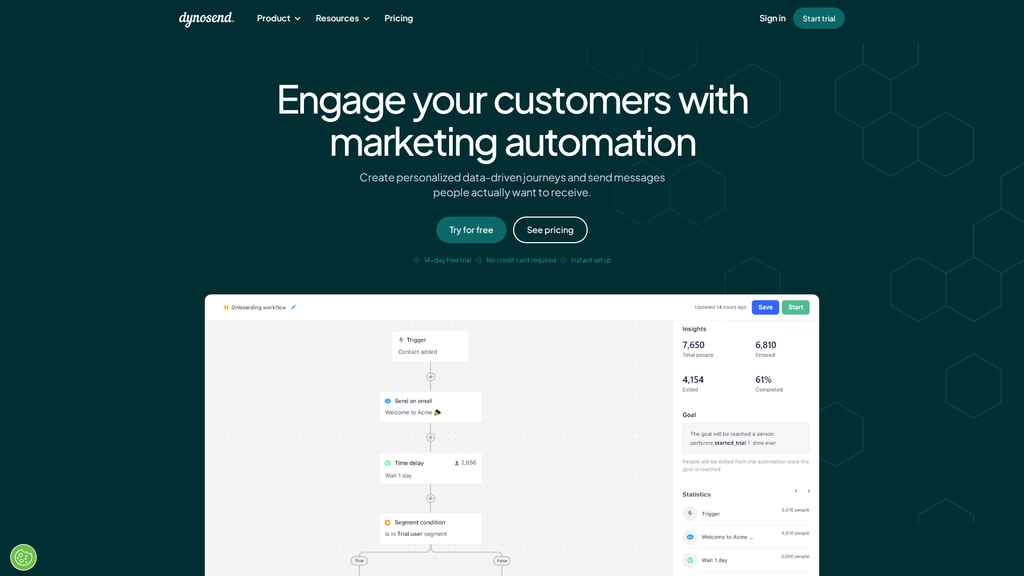 dynosend.
Product
Resources
Pricing
Sign in
Start trial
Engage your customers with
marketing automation
Create personalized data-driven journeys and send messages
people actually want to receive.
Try for free
See pricing
14-day free trial
No credit card required
Instant setup
Onboarding workflow
Updated 14 hours ago
Save
Start
Trigger
Contact added
Send an email
Welcome to Acme
Time delay
2,656
Wait 1 day
Segment condition
is in Trial user segment
True
False
Insights
7,650
6,810
Total people
Entered
4,154
61%
Exited
Completed
Goal
The goal will be reached a person
performs started_trial 1 time ever
People will be exited from the automation once the
goal is reached
Statistics
Trigger
6,810 people
Welcome to Acme ...
6,810 people
Wait 1 day
2,656 people